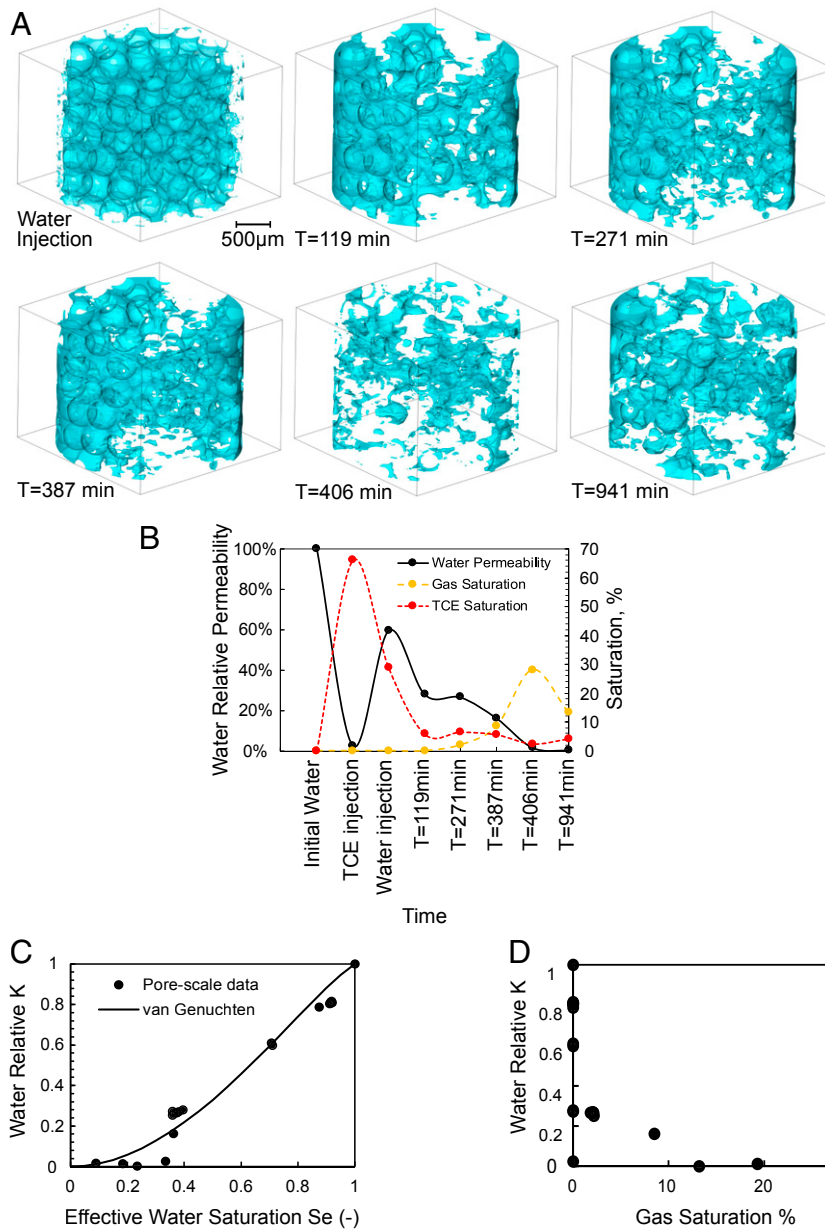 A
Water
Injection
500µm
T=119 min
T=271 min
T=387 min
T=406 min
T=941 min
B
Water Relative Permeability
100%
80%
60%
40%
20%
0%
Water Permeability
Gas Saturation
TCE Saturation
70
60
50
40
30
20
10
0
Saturation, %
Initial Water
TCE injection
Water injection
T=119min
T=271min
T=387min
T=406min
T=941min
Time
C
Water Relative K
1
0.8
0.6
0.4
0.2
0
Pore-scale data
van Genuchten
0 0.2 0.4 0.6 0.8 1
Effective Water Saturation Se (-)
D
Water Relative K
1
0.8
0.6
0.4
0.2
0
0 10 20
Gas Saturation %